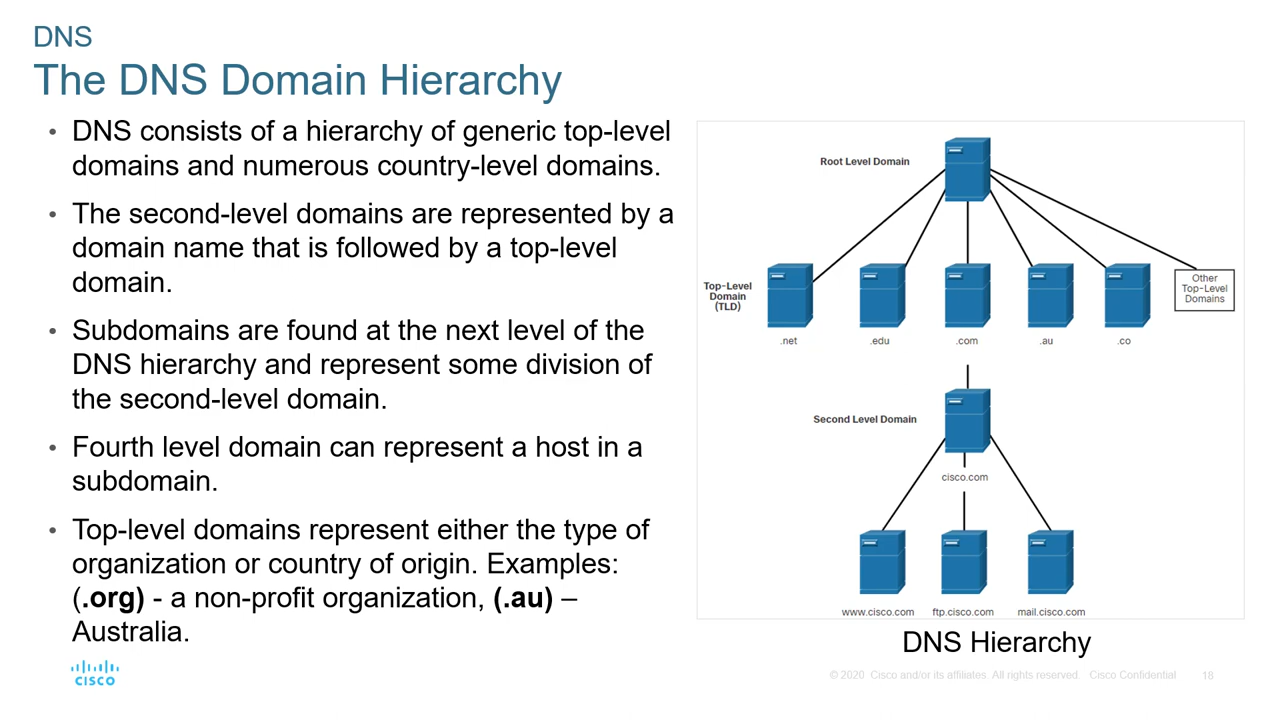 DNS
The DNS Domain Hierarchy
• DNS consists of a hierarchy of generic top-level
domains and numerous country-level domains.
• The second-level domains are represented by a
domain name that is followed by a top-level
domain.
• Subdomains are found at the next level of the
DNS hierarchy and represent some division of
the second-level domain.
• Fourth level domain can represent a host in a
subdomain.
• Top-level domains represent either the type of
organization or country of origin. Examples:
(.org) - a non-profit organization, (.au) –
Australia.
Root Level Domain
Top-Level
Domain
(TLD)
Other
Top-Level
Domains
.net
.edu
.com
.au
.co
Second Level Domain
cisco.com
www.cisco.com
ftp.cisco.com
mail.cisco.com
DNS Hierarchy
CISCO
© 2020 Cisco and/or its affiliates. All rights reserved. Cisco Confidential
18